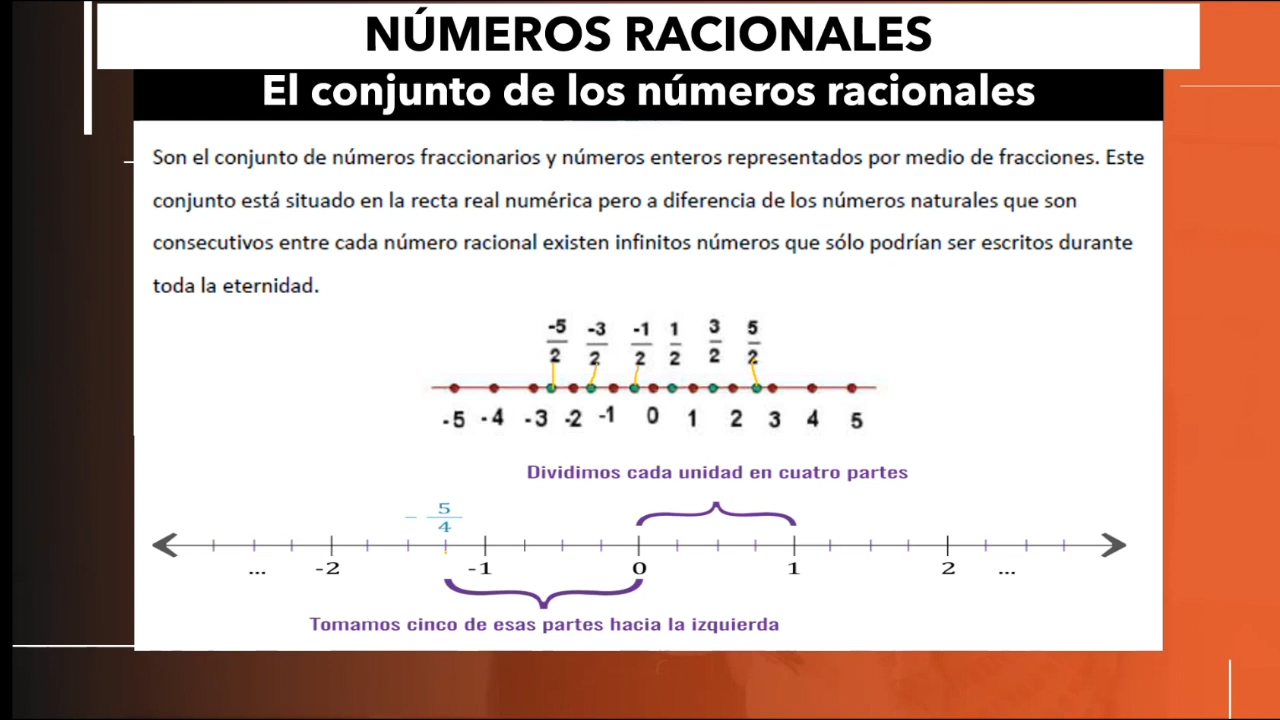 NÚMEROS RACIONALES
El conjunto de los números racionales
Son el conjunto de números fraccionarios y números enteros representados por medio de fracciones. Este
conjunto está situado en la recta real numérica pero a diferencia de los números naturales que son
consecutivos entre cada número racional existen infinitos números que sólo podrían ser escritos durante
toda la eternidad.
-5 -3 -1 1 3 5
2 2 2 2 2 2
-5 -4 -3 -2 -1 0 1 2 3 4 5
Dividimos cada unidad en cuatro partes
- 5
4
... -2 -1 0 1 2 ...
Tomamos cinco de esas partes hacia la izquierda